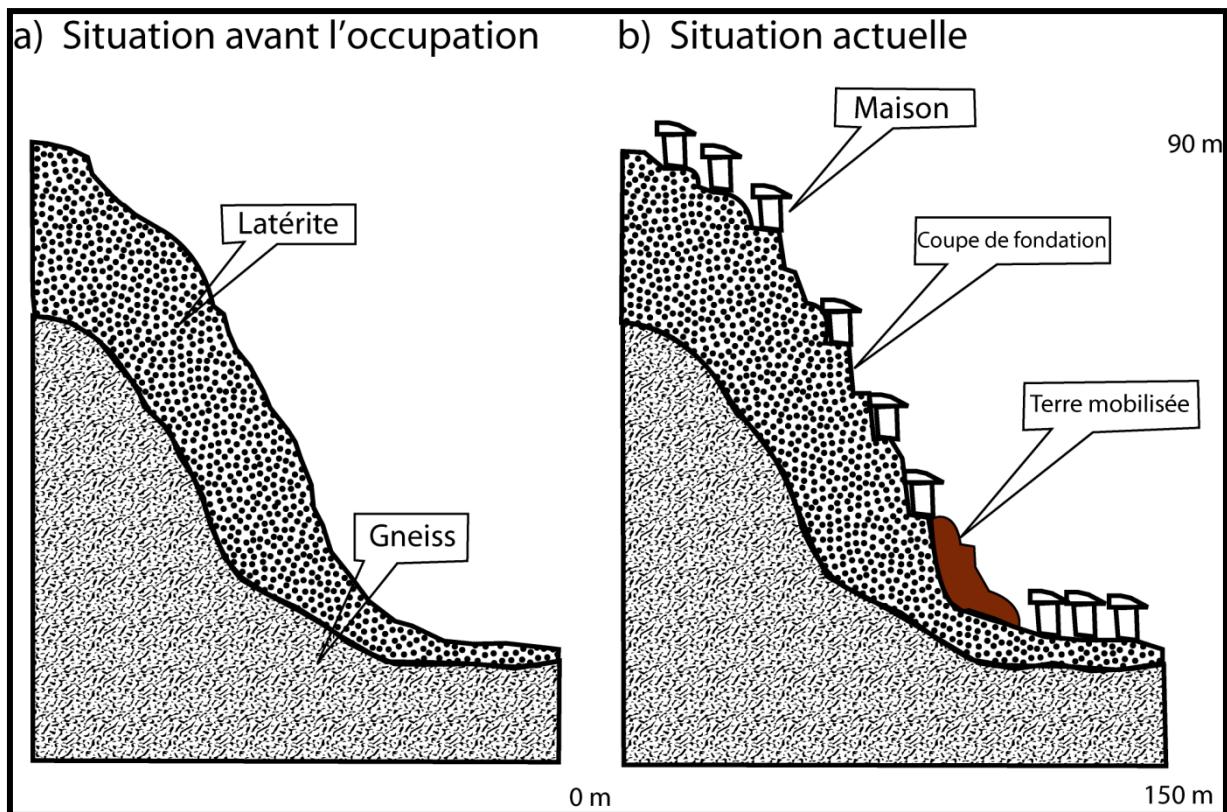 a) Situation avant l’occupation
b) Situation actuelle
Maison
90 m
Latérite
Coupe de fondation
Terre mobilisée
Gneiss
0 m
150 m